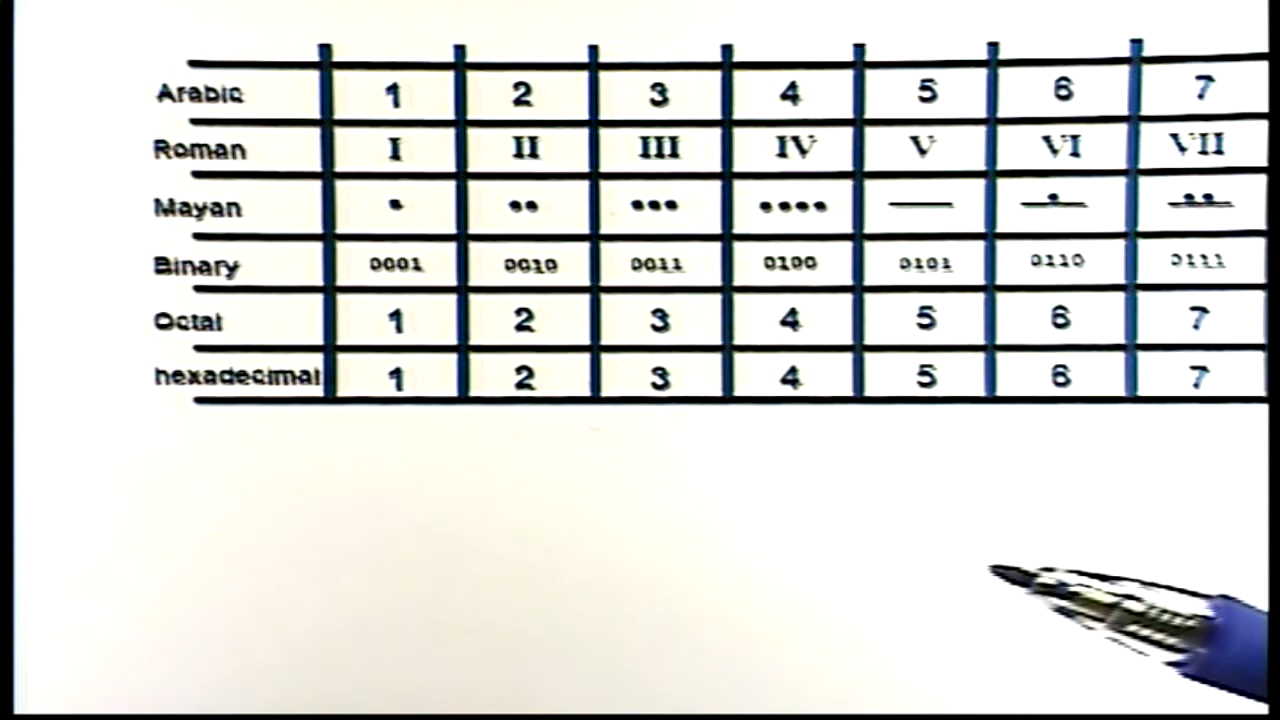 Arabic 1 2 3 4 5 6 7
Roman I II III IV V VI VII
Mayan • •• ••• •••• — • ••
Binary 0001 0010 0011 0100 0101 0110 0111
Octal 1 2 3 4 5 6 7
hexadecimal 1 2 3 4 5 6 7